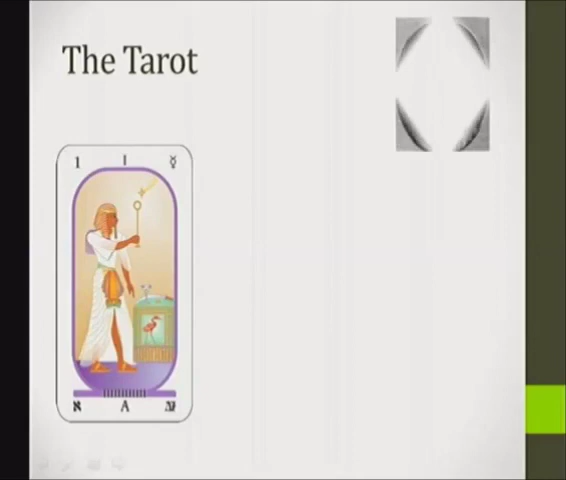 The Tarot
1 I ☿
א A